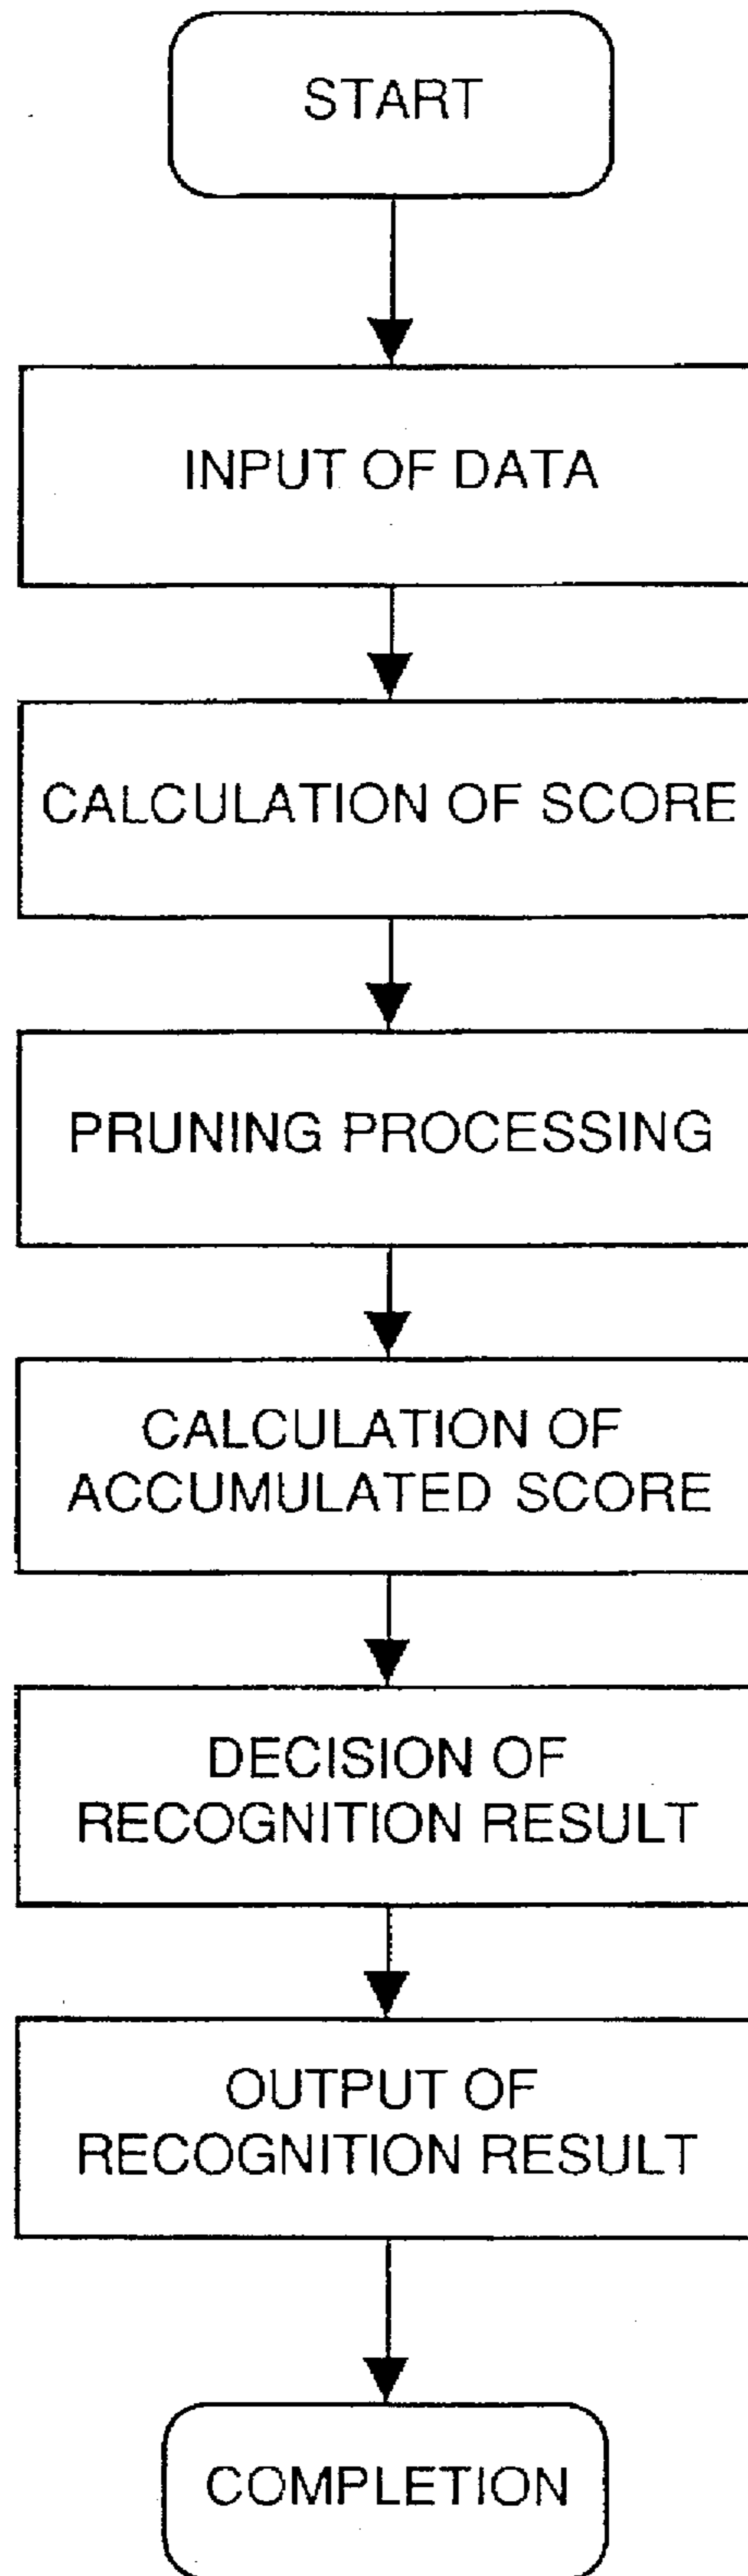 START
INPUT OF DATA
CALCULATION OF SCORE
PRUNING PROCESSING
CALCULATION OF
ACCUMULATED SCORE
DECISION OF
RECOGNITION RESULT
OUTPUT OF
RECOGNITION RESULT
COMPLETION